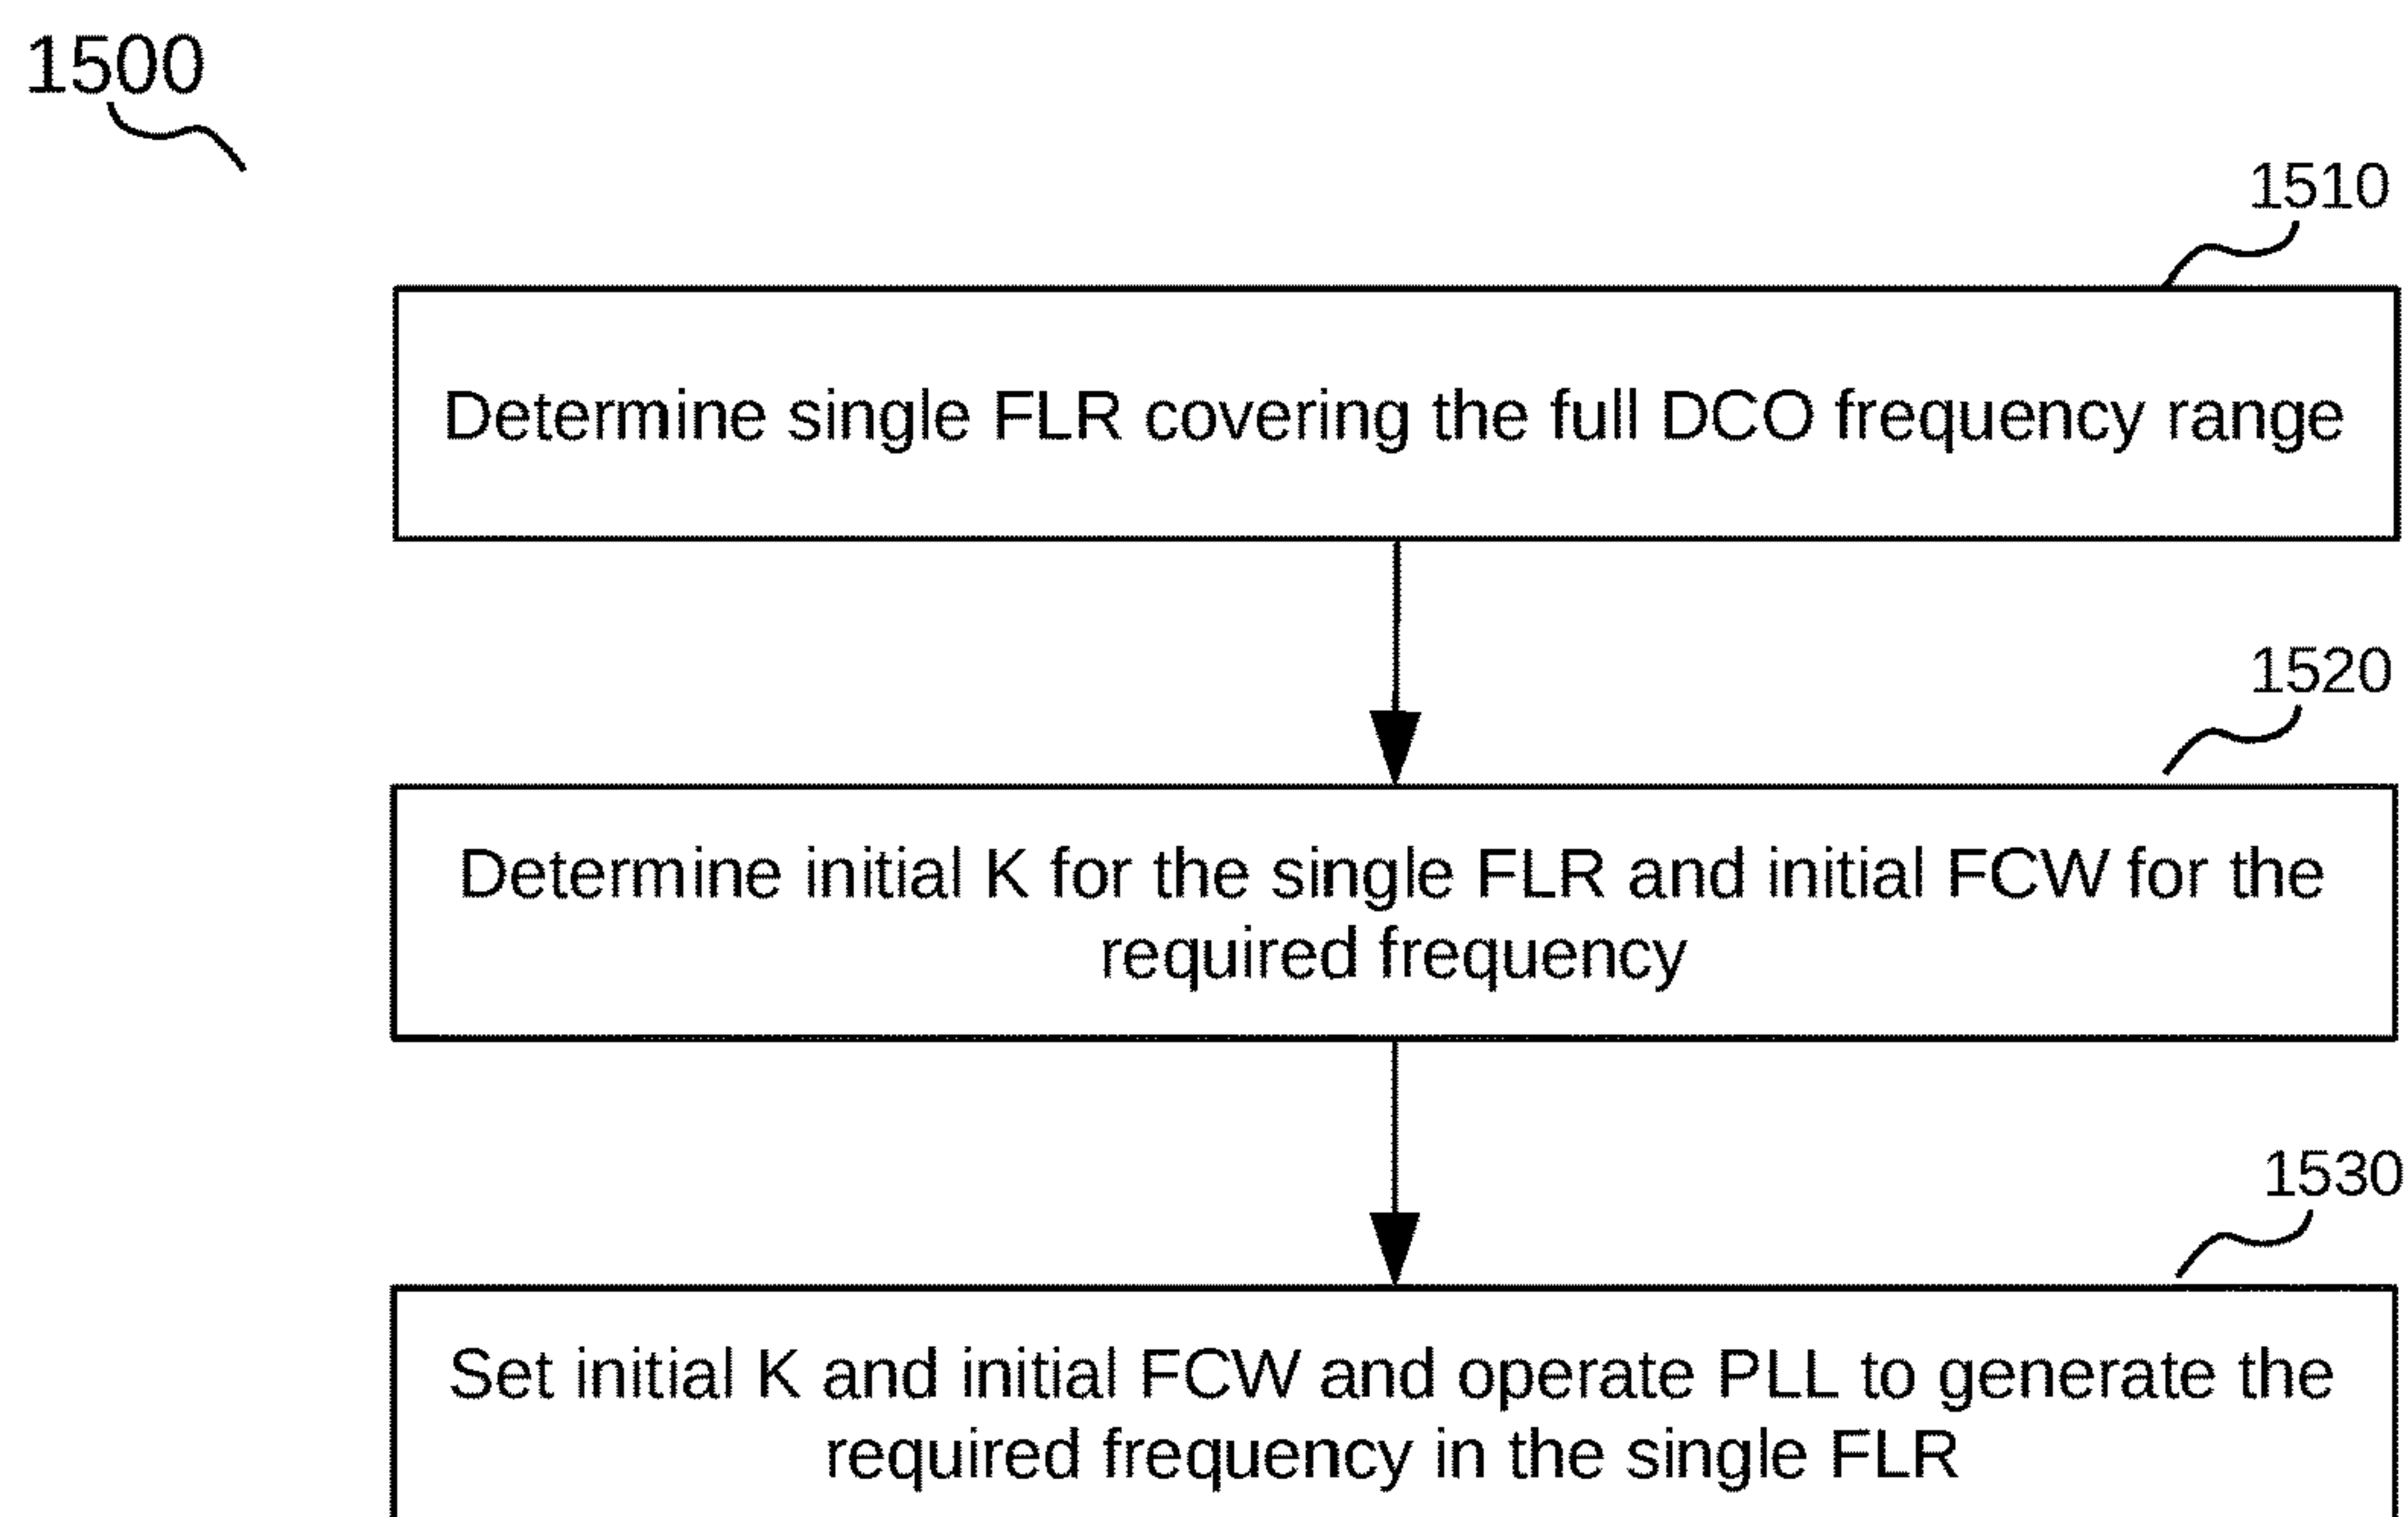 1500
1510
Determine single FLR covering the full DCO frequency range
1520
Determine initial K for the single FLR and initial FCW for the
required frequency
1530
Set initial K and initial FCW and operate PLL to generate the
required frequency in the single FLR